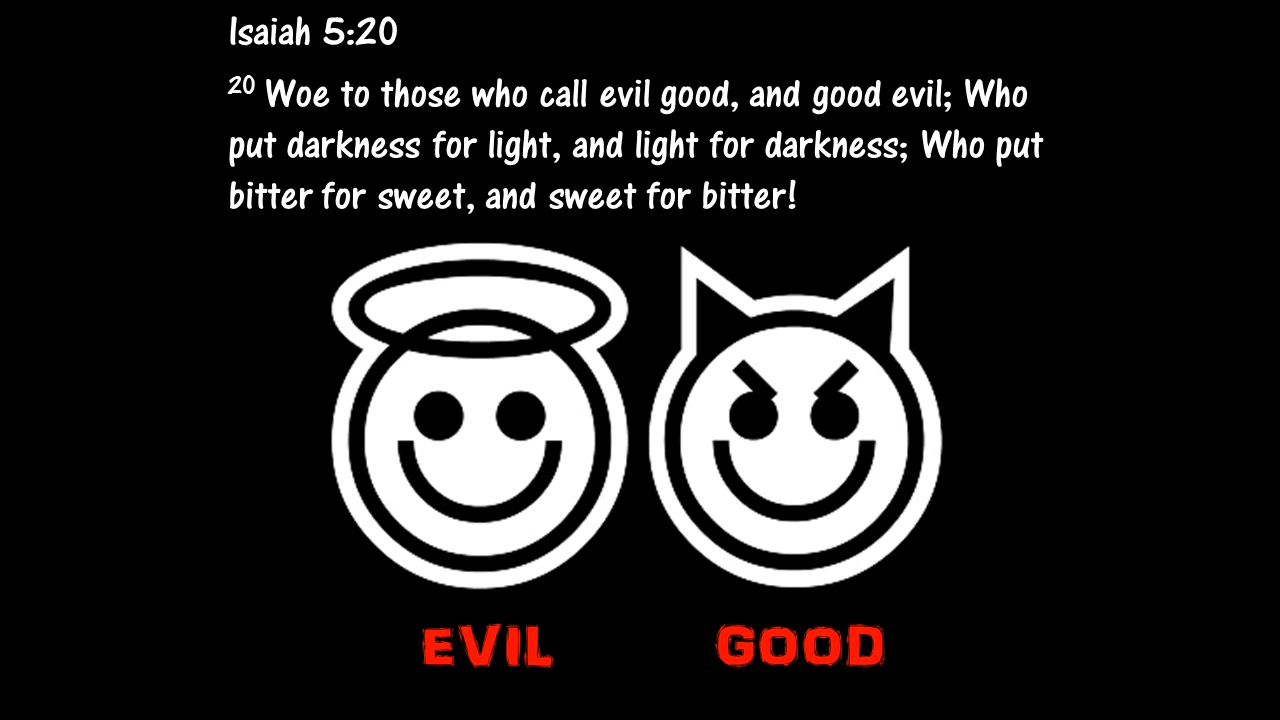 Isaiah 5:20
20 Woe to those who call evil good, and good evil; Who
put darkness for light, and light for darkness; Who put
bitter for sweet, and sweet for bitter!
EVIL GOOD